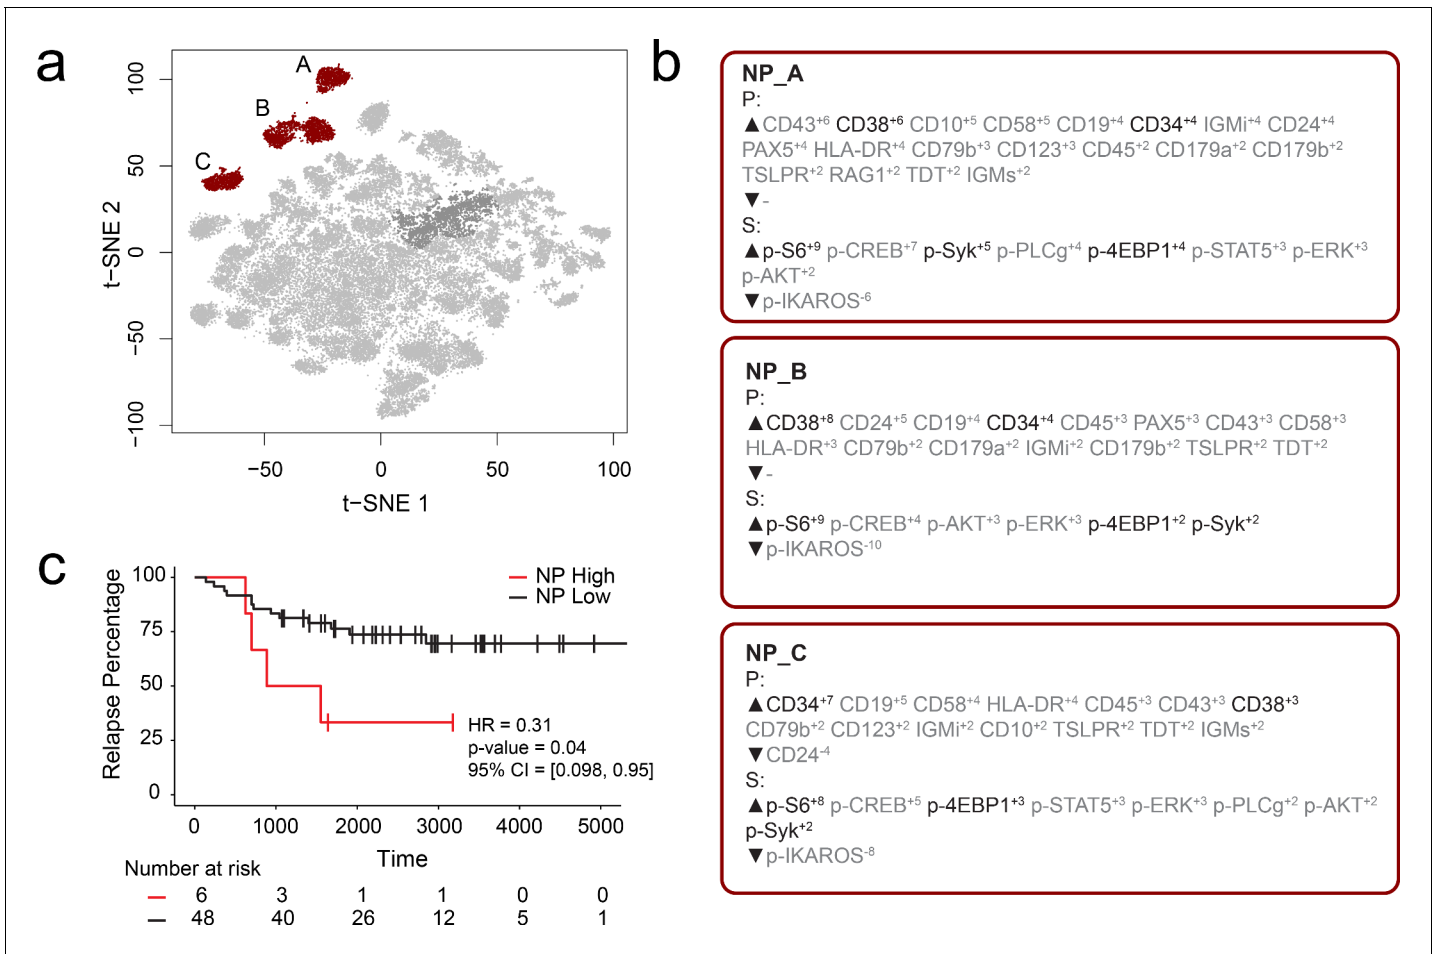 a
A
B
C
100
50
0
−50
−100
t−SNE 2
−50 0 50 100
t−SNE 1
b
NP_A
P:
▲CD43+6 CD38+6 CD10+5 CD58+5 CD19+4 CD34+4 IGMi+4 CD24+4
PAX5+4 HLA-DR+4 CD79b+3 CD123+3 CD45+2 CD179a+2 CD179b+2
TSLPR+2 RAG1+2 TDT+2 IGMs+2
▼-
S:
▲p-S6+9 p-CREB+7 p-Syk+5 p-PLCg+4 p-4EBP1+4 p-STAT5+3 p-ERK+3
p-AKT+2
▼p-IKAROS-6
NP_B
P:
▲CD38+8 CD24+5 CD19+4 CD34+4 CD45+3 PAX5+3 CD43+3 CD58+3
HLA-DR+3 CD79b+2 CD179a+2 IGMi+2 CD179b+2 TSLPR+2 TDT+2
▼-
S:
▲p-S6+9 p-CREB+4 p-AKT+3 p-ERK+3 p-4EBP1+2 p-Syk+2
▼p-IKAROS-10
NP_C
P:
▲CD34+7 CD19+5 CD58+4 HLA-DR+4 CD45+3 CD43+3 CD38+3
CD79b+2 CD123+2 IGMi+2 CD10+2 TSLPR+2 TDT+2 IGMs+2
▼CD24-4
S:
▲p-S6+8 p-CREB+5 p-4EBP1+3 p-STAT5+3 p-ERK+3 p-PLCg+2 p-AKT+2
p-Syk+2
▼p-IKAROS-8
c
Relapse Percentage
100
75
50
25
0
NP High
NP Low
HR = 0.31
p-value = 0.04
95% CI = [0.098, 0.95]
0 1000 2000 3000 4000 5000
Time
Number at risk
6 3 1 1 0 0
48 40 26 12 5 1